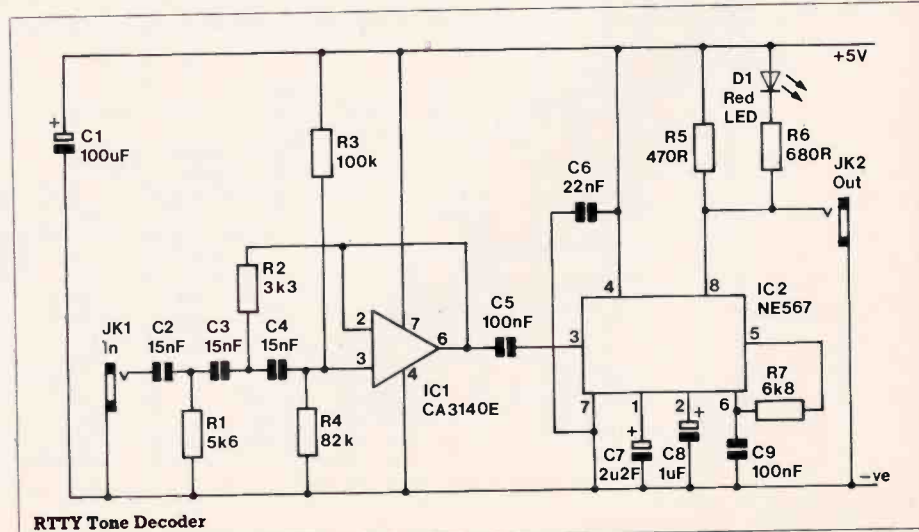 +5V
D1
Red
LED
+
C1
100uF
R3
100k
R5
470R
R6
680R
JK2
Out
C6
22nF
R2
3k3
IC2
NE567
4
8
JK1
In
C2
15nF
C3
15nF
C4
15nF
2
7
6
C5
100nF
3
5
3
4
IC1
CA3140E
R7
6k8
R1
5k6
R4
82k
7
1
2
6
+
C7
2u2F
+
C8
1uF
C9
100nF
-ve
RTTY Tone Decoder